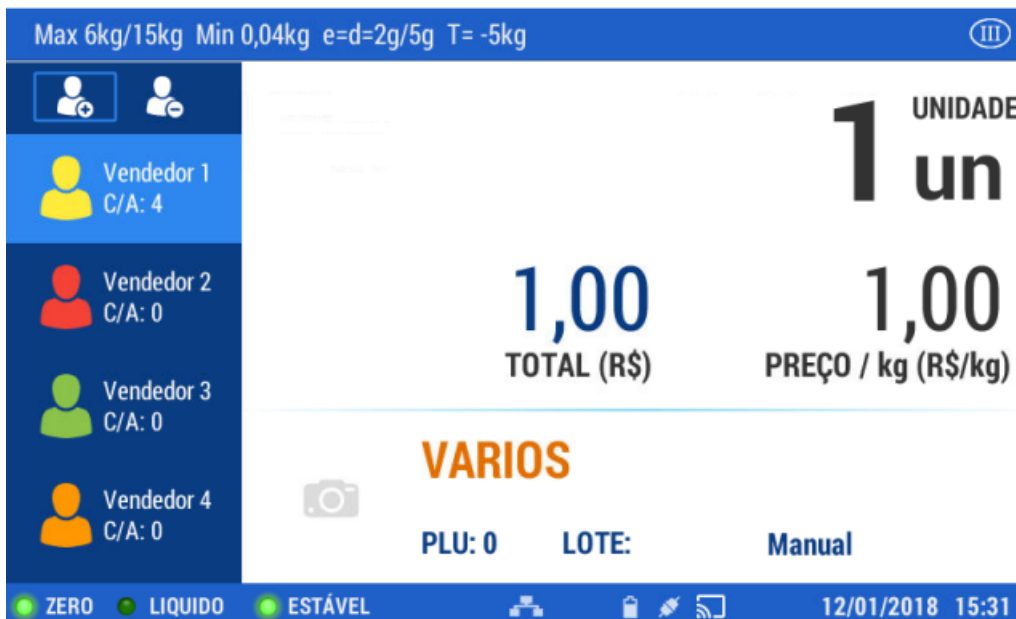 Max 6kg/15kg Min 0,04kg e=d=2g/5g T= -5kg III
Vendedor 1
C/A: 4
Vendedor 2
C/A: 0
Vendedor 3
C/A: 0
Vendedor 4
C/A: 0
UNIDADE
1 un
1,00
TOTAL (R$)
1,00
PREÇO / kg (R$/kg)
VARIOS
PLU: 0 LOTE: Manual
ZERO LIQUIDO ESTÁVEL 12/01/2018 15:31